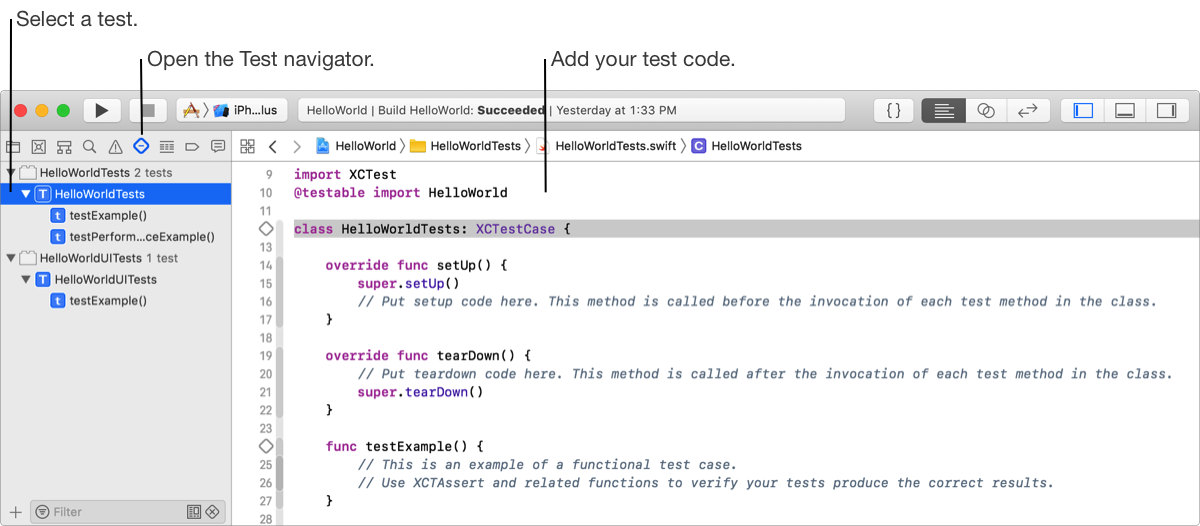 Select a test.
Open the Test navigator.
Add your test code.
iPh...lus
HelloWorld | Build HelloWorld: Succeeded | Yesterday at 1:33 PM
{ }
HelloWorld
HelloWorldTests
HelloWorldTests.swift
C HelloWorldTests
HelloWorldTests 2 tests
T HelloWorldTests
t testExample()
t testPerform...ceExample()
HelloWorldUITests 1 test
T HelloWorldUITests
t testExample()
Filter
9 import XCTest
10 @testable import HelloWorld
11
class HelloWorldTests: XCTestCase {
13
14 override func setUp() {
15 super.setUp()
16 // Put setup code here. This method is called before the invocation of each test method in the class.
17 }
18
19 override func tearDown() {
20 // Put teardown code here. This method is called after the invocation of each test method in the class.
21 super.tearDown()
22 }
23
func testExample() {
25 // This is an example of a functional test case.
26 // Use XCTAssert and related functions to verify your tests produce the correct results.
27 }
28